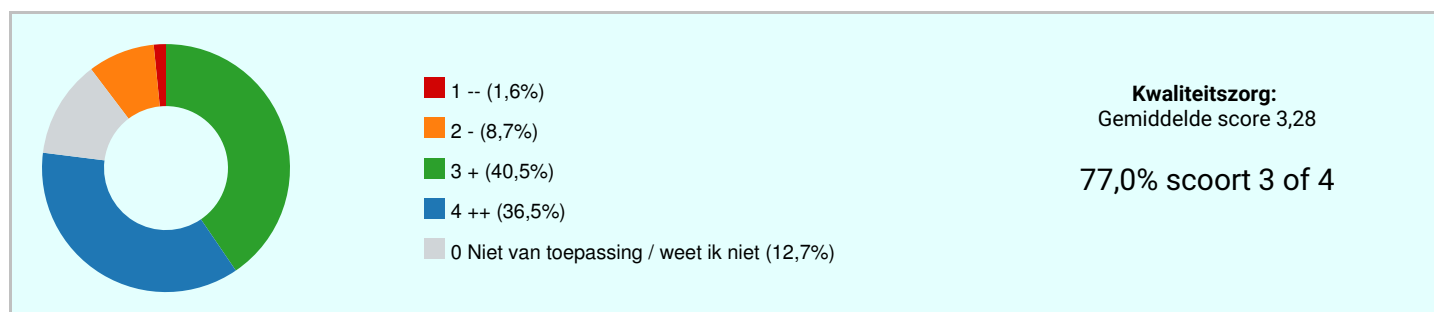 1 -- (1,6%)
2 - (8,7%)
3 + (40,5%)
4 ++ (36,5%)
0 Niet van toepassing / weet ik niet (12,7%)
Kwaliteitszorg:
Gemiddelde score 3,28
77,0% scoort 3 of 4